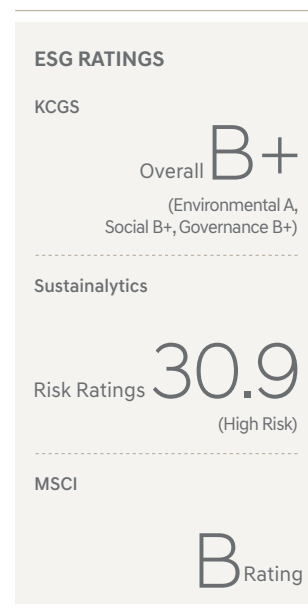 ESG RATINGS
KCGS
Overall B+
(Environmental A,
Social B+, Governance B+)
Sustainalytics
Risk Ratings 30.9
(High Risk)
MSCI
B Rating